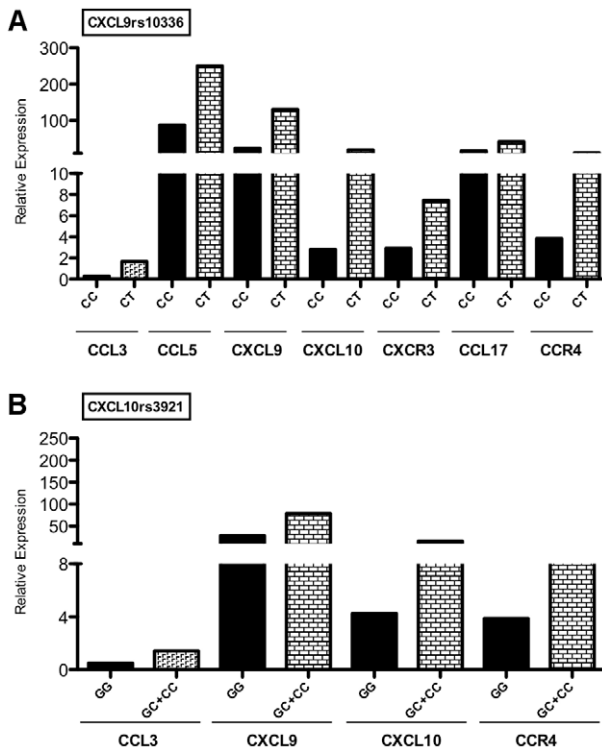 A
CXCL9rs10336
Relative Expression
300
200
100
10
8
6
4
2
0
CC CT CC CT CC CT CC CT CC CT CC CT CC CT
CCL3 CCL5 CXCL9 CXCL10 CXCR3 CCL17 CCR4
B
CXCL10rs3921
Relative Expression
250
200
150
100
50
8
4
0
GG GC+CC GG GC+CC GG GC+CC GG GC+CC
CCL3 CXCL9 CXCL10 CCR4